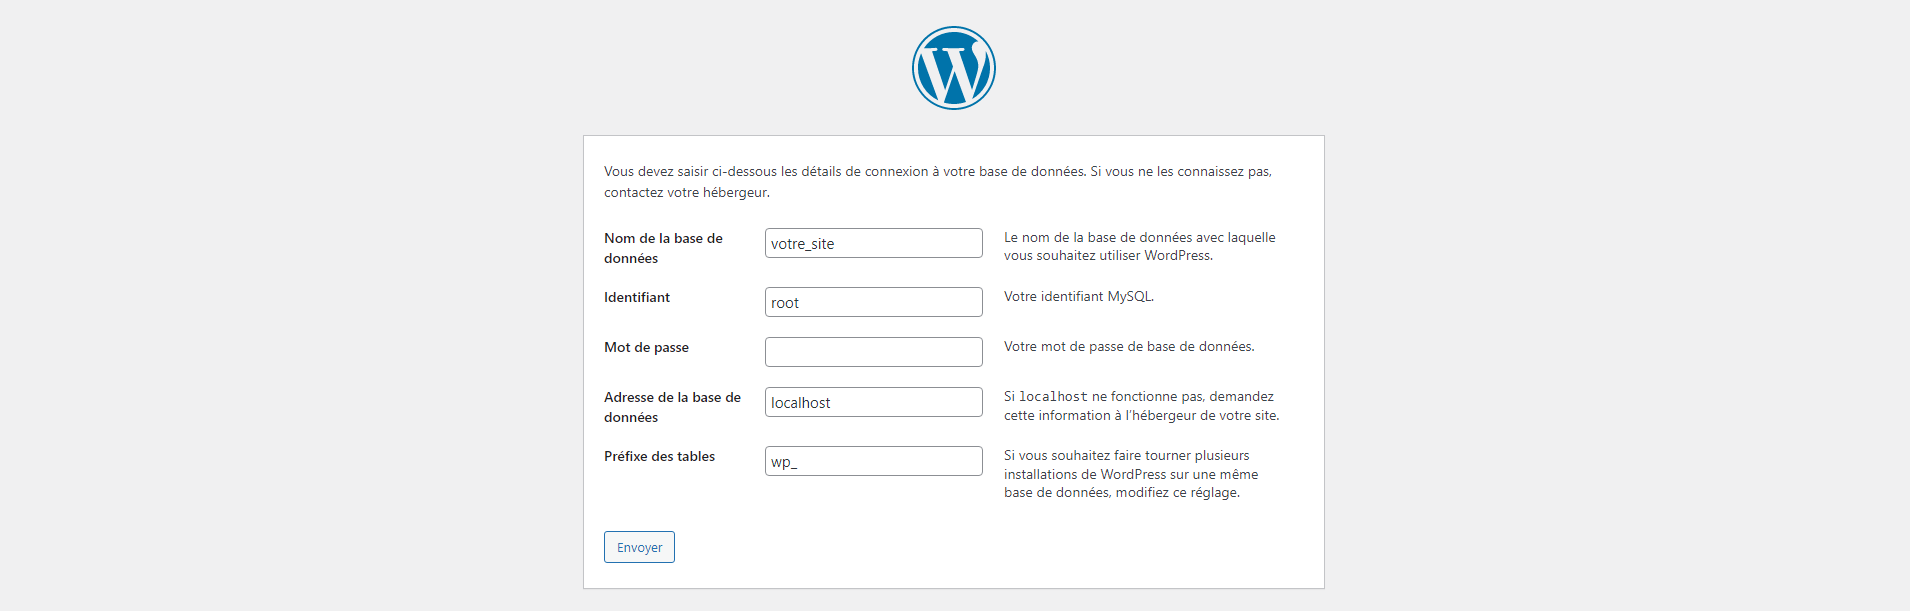 Vous devez saisir ci-dessous les détails de connexion à votre base de données. Si vous ne les connaissez pas,
contactez votre hébergeur.
Nom de la base de
données
votre_site
Le nom de la base de données avec laquelle
vous souhaitez utiliser WordPress.
Identifiant
root
Votre identifiant MySQL.
Mot de passe
Votre mot de passe de base de données.
Adresse de la base de
données
localhost
Si localhost ne fonctionne pas, demandez
cette information à l’hébergeur de votre site.
Préfixe des tables
wp_
Si vous souhaitez faire tourner plusieurs
installations de WordPress sur une même
base de données, modifiez ce réglage.
Envoyer